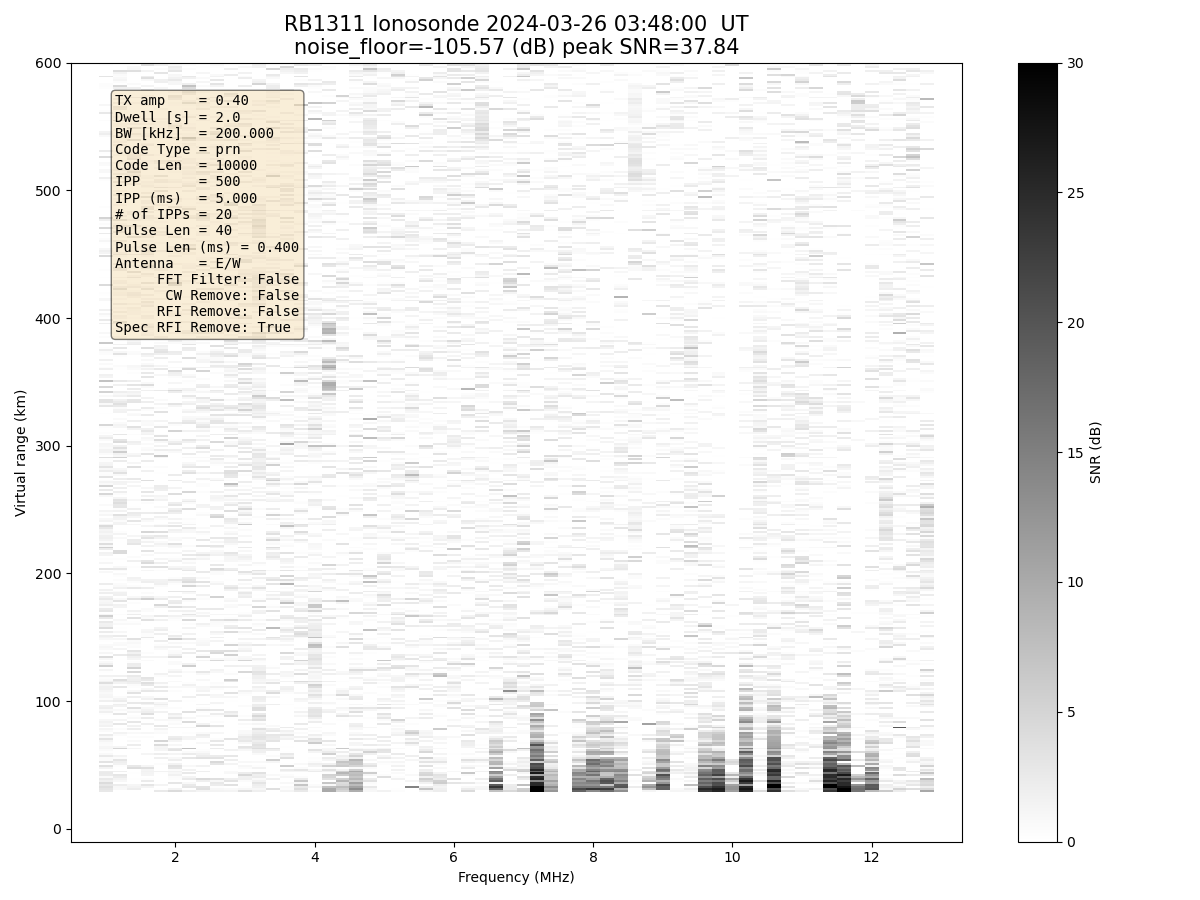 RB1311 Ionosonde 2024-03-26 03:48:00  UT
noise_floor=-105.57 (dB) peak SNR=37.84
TX amp    = 0.40
Dwell [s] = 2.0
BW [kHz]  = 200.000
Code Type = prn
Code Len  = 10000
IPP       = 500
IPP (ms)  = 5.000
# of IPPs = 20
Pulse Len = 40
Pulse Len (ms) = 0.400
Antenna   = E/W
FFT Filter: False
CW Remove: False
RFI Remove: False
Spec RFI Remove: True
600
500
400
300
200
100
0
Virtual range (km)
2
4
6
8
10
12
Frequency (MHz)
30
25
20
15
10
5
0
SNR (dB)